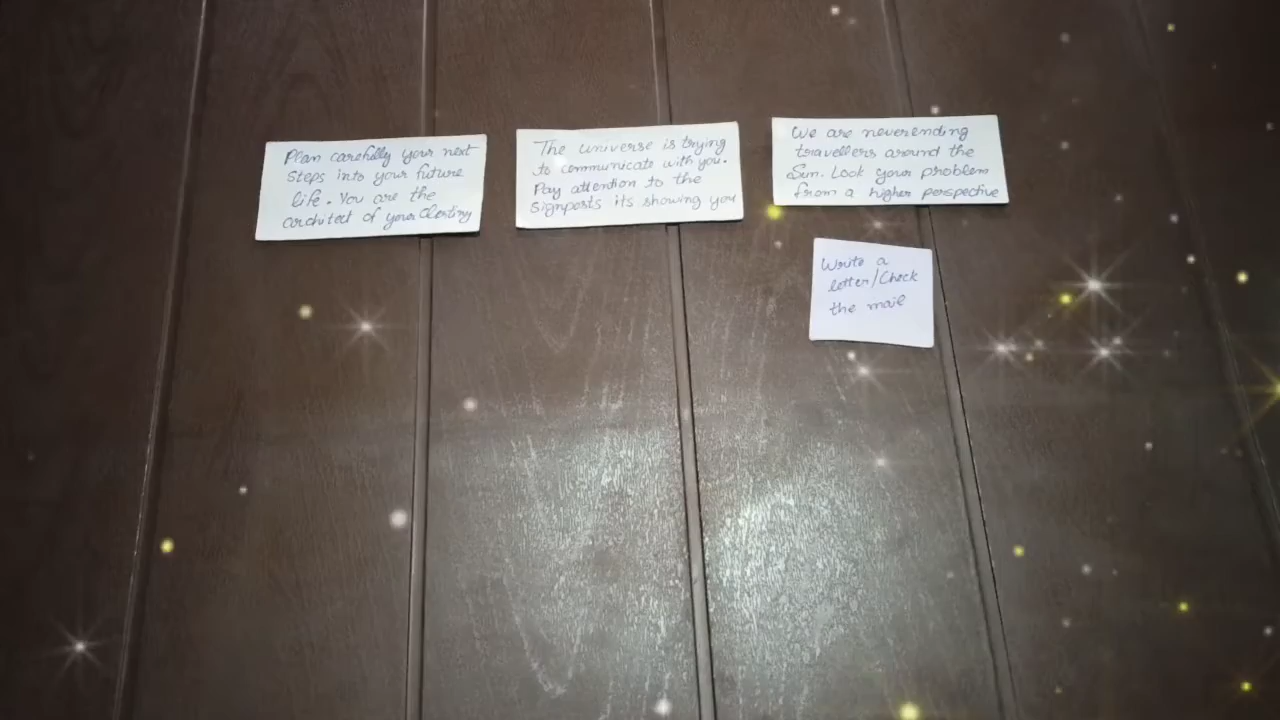 Plan carefully your next
steps into your future
life. You are the
architect of your destiny
The universe is trying
to communicate with you.
Pay attention to the
signposts its showing you
We are neverending
travellers around the
Sun. Look your problem
from a higher perspective
Write a
letter/Check
the mail